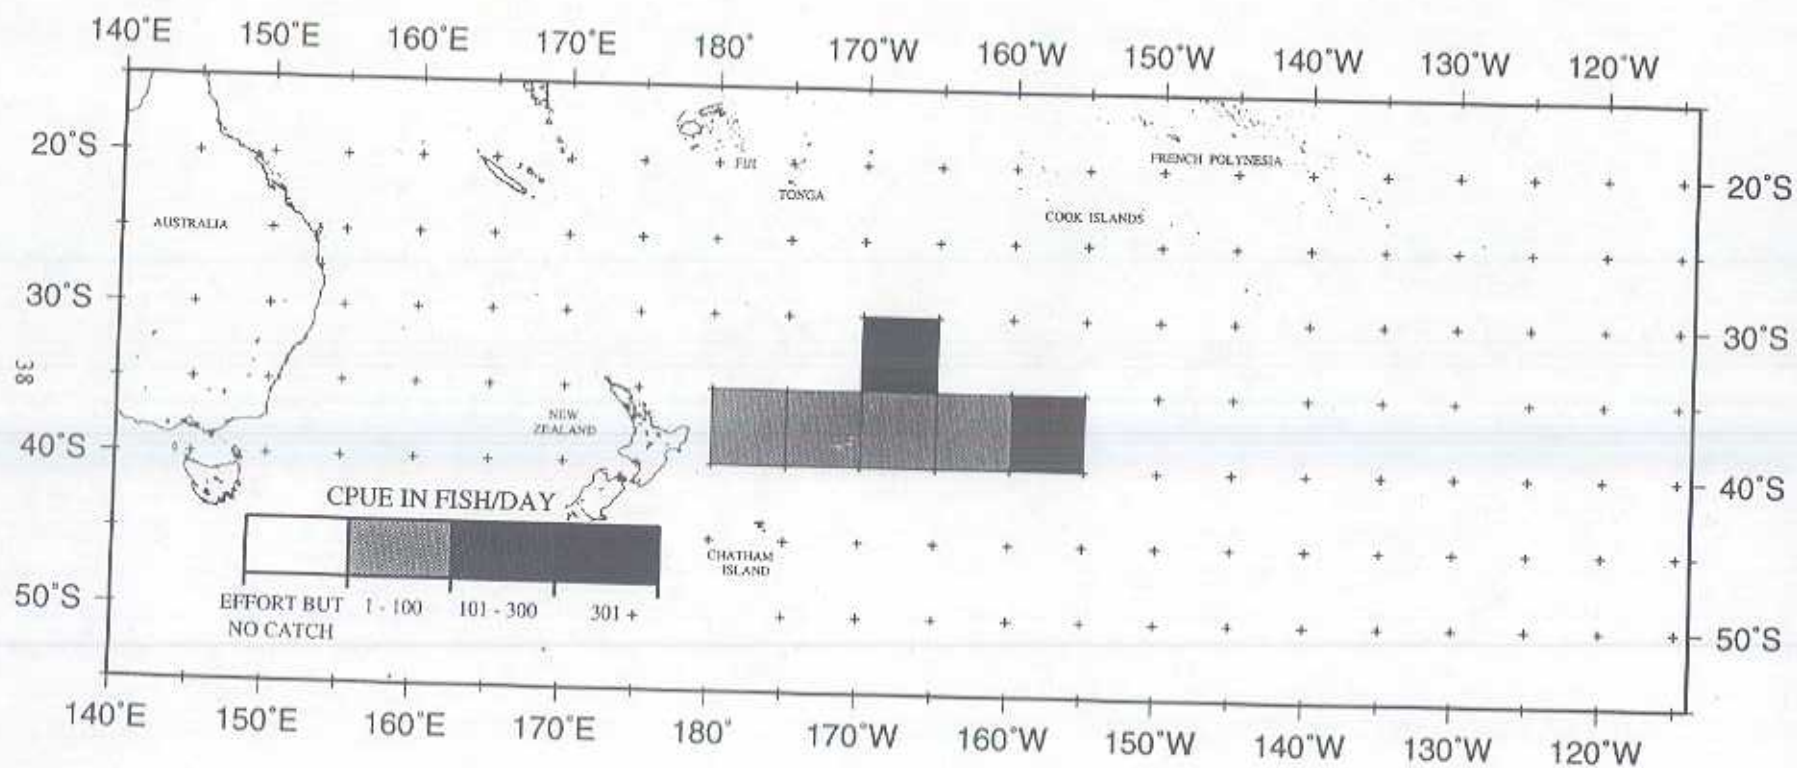 140°E 150°E 160°E 170°E 180° 170°W 160°W 150°W 140°W 130°W 120°W
20°S
FIJI
FRENCH POLYNESIA
20°S
TONGA
AUSTRALIA
COOK ISLANDS
30°S
30°S
38
NEW
ZEALAND
40°S
40°S
CPUE IN FISH/DAY
CHATHAM
ISLAND
50°S
EFFORT BUT
NO CATCH
1 - 100
101 - 300
301 +
50°S
140°E 150°E 160°E 170°E 180° 170°W 160°W 150°W 140°W 130°W 120°W